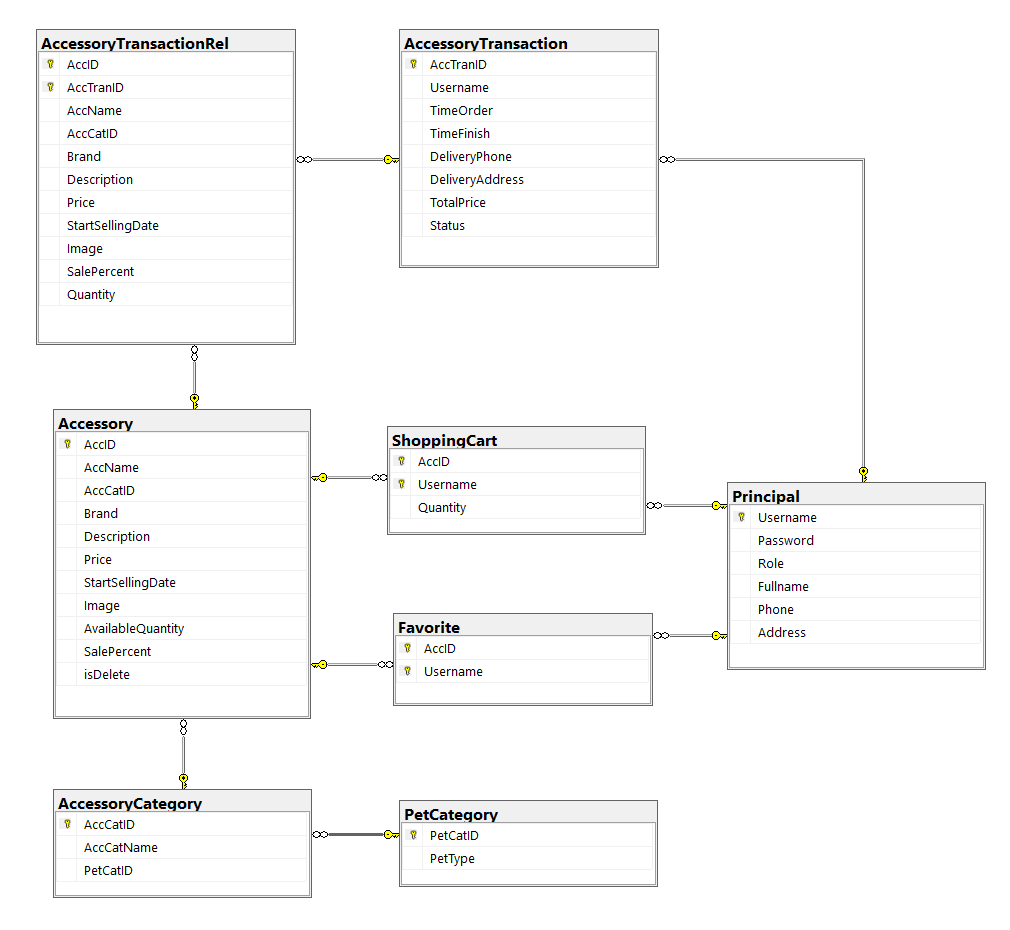 AccessoryTransactionRel
AccID
AccTranID
AccName
AccCatID
Brand
Description
Price
StartSellingDate
Image
SalePercent
Quantity
AccessoryTransaction
AccTranID
Username
TimeOrder
TimeFinish
DeliveryPhone
DeliveryAddress
TotalPrice
Status
Accessory
AccID
AccName
AccCatID
Brand
Description
Price
StartSellingDate
Image
AvailableQuantity
SalePercent
isDelete
ShoppingCart
AccID
Username
Quantity
Principal
Username
Password
Role
Fullname
Phone
Address
Favorite
AccID
Username
AccessoryCategory
AccCatID
AccCatName
PetCatID
PetCategory
PetCatID
PetType